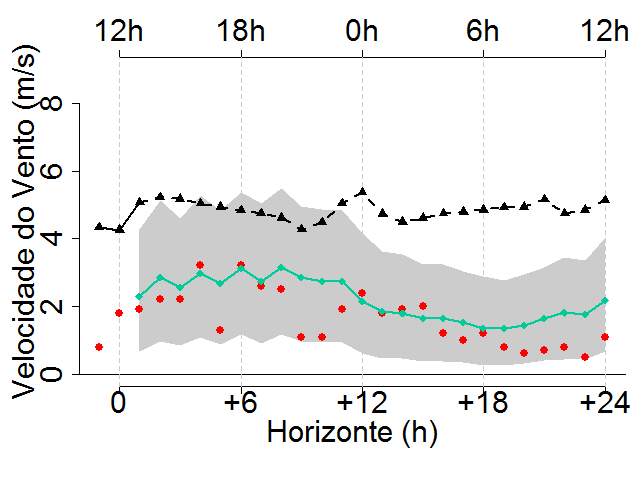 12h 18h 0h 6h 12h
Velocidade do Vento (m/s)
8
6
4
2
0
0 +6 +12 +18 +24
Horizonte (h)